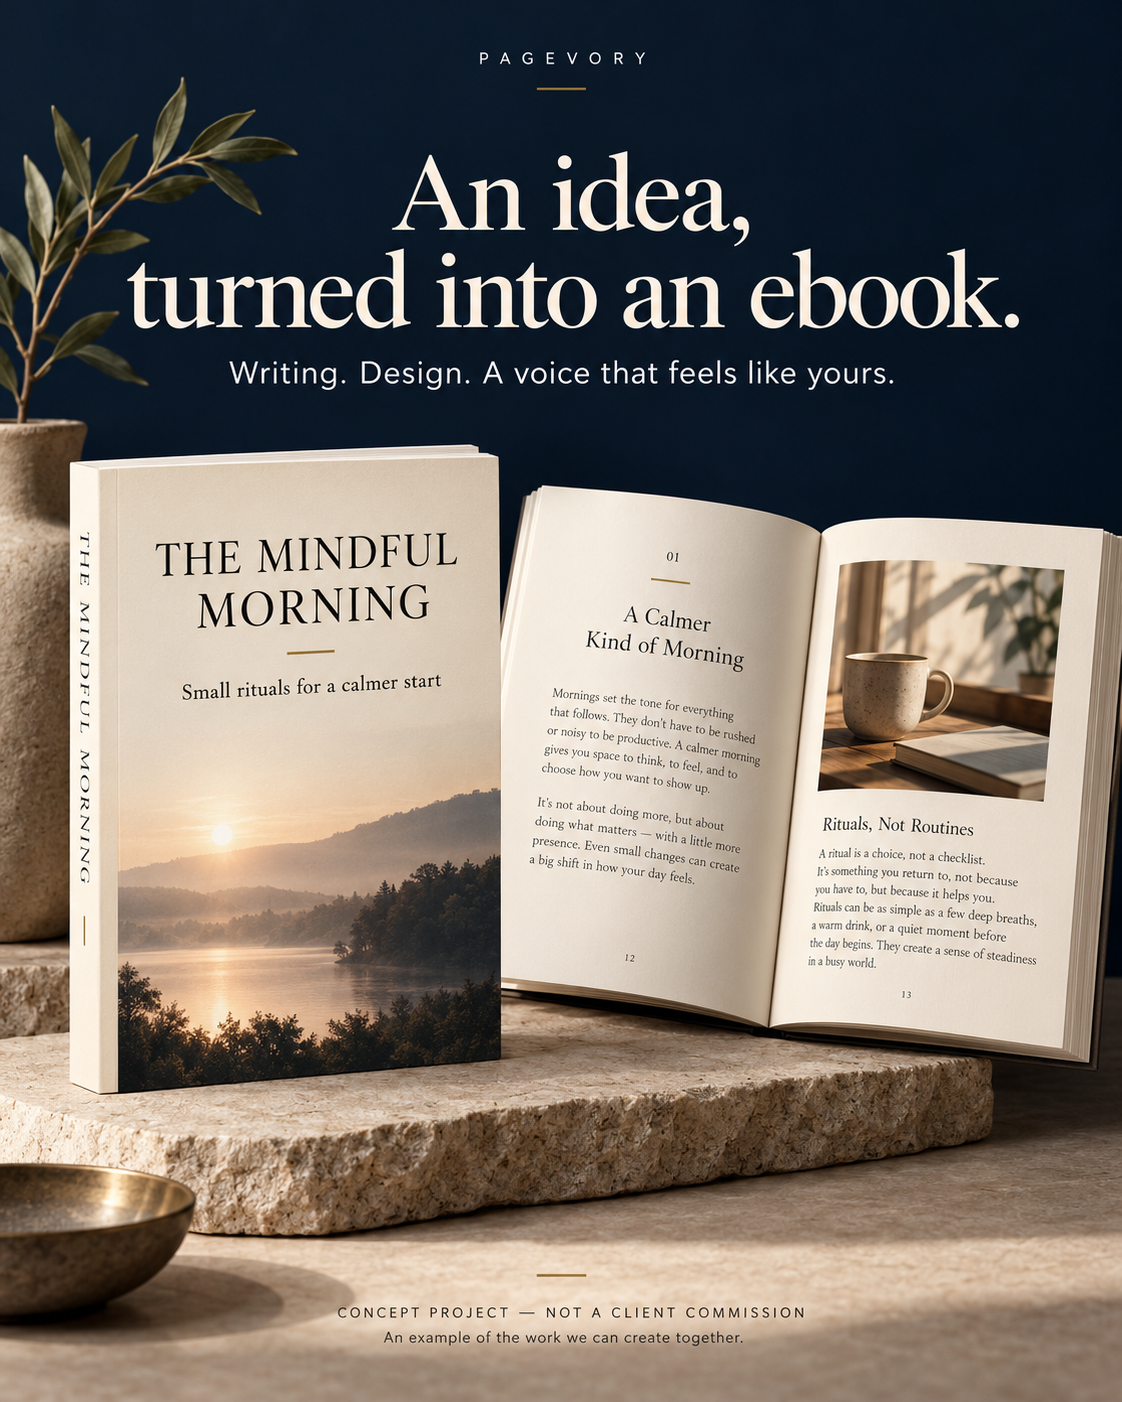 PAGEVORY
An idea,
turned into an ebook.
Writing. Design. A voice that feels like yours.
THE MINDFUL MORNING
THE MINDFUL
MORNING
Small rituals for a calmer start
01
A Calmer
Kind of Morning
Mornings set the tone for everything
that follows. They don't have to be rushed
or noisy to be productive. A calmer morning
gives you space to think, to feel, and to
choose how you want to show up.
It's not about doing more, but about
doing what matters — with a little more
presence. Even small changes can create
a big shift in how your day feels.
12
Rituals, Not Routines
A ritual is a choice, not a checklist.
It's something you return to, not because
you have to, but because it helps you.
Rituals can be as simple as a few deep breaths,
a warm drink, or a quiet moment before
the day begins. They create a sense of steadiness
in a busy world.
13
CONCEPT PROJECT — NOT A CLIENT COMMISSION
An example of the work we can create together.